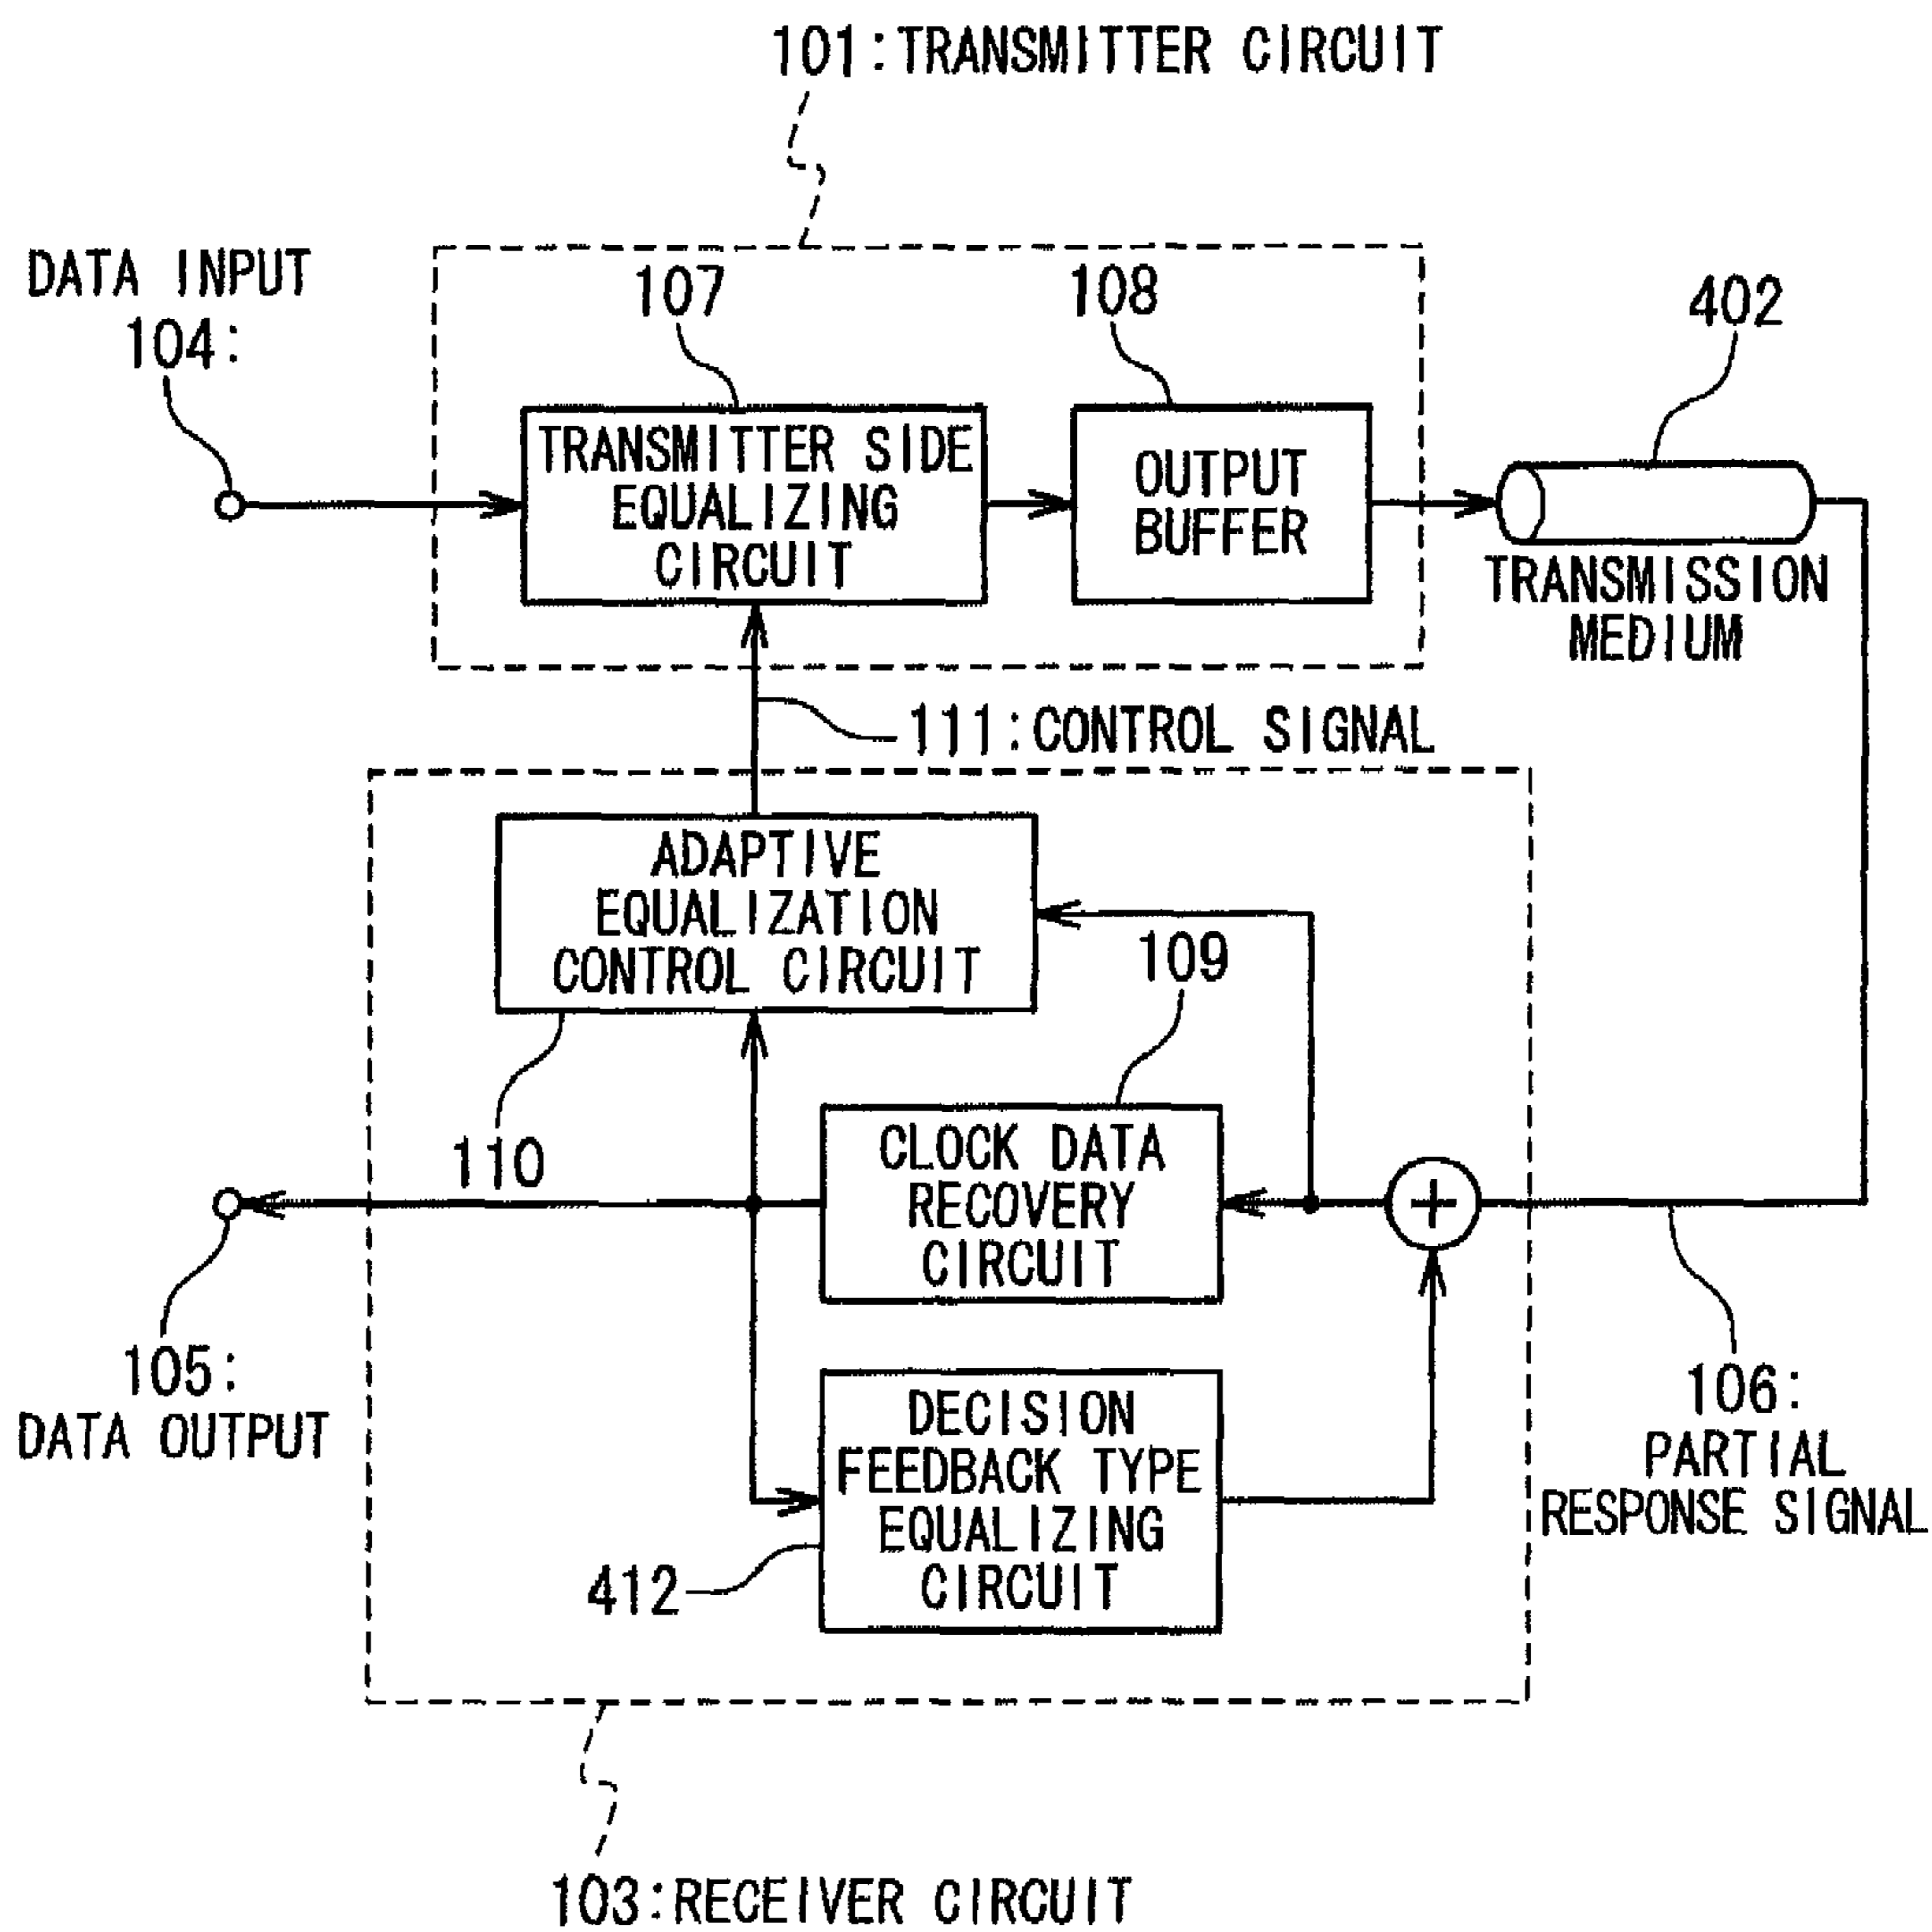 101:TRANSMITTER CIRCUIT
DATA INPUT
104:
107
108
402
TRANSMITTER SIDE
EQUALIZING
CIRCUIT
OUTPUT
BUFFER
TRANSMISSION
MEDIUM
111:CONTROL SIGNAL
ADAPTIVE
EQUALIZATION
CONTROL CIRCUIT
109
110
CLOCK DATA
RECOVERY
CIRCUIT
+
105:
DATA OUTPUT
106:
PARTIAL
RESPONSE SIGNAL
DECISION
FEEDBACK TYPE
EQUALIZING
CIRCUIT
412
103:RECEIVER CIRCUIT